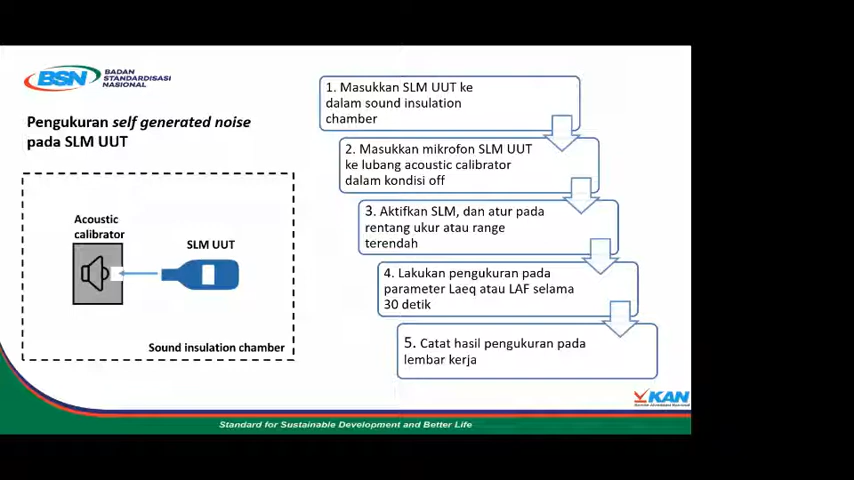 BSN
BADAN
STANDARDISASI
NASIONAL
Pengukuran self generated noise
pada SLM UUT
Acoustic
calibrator
SLM UUT
Sound insulation chamber
1. Masukkan SLM UUT ke
dalam sound insulation
chamber
2. Masukkan mikrofon SLM UUT
ke lubang acoustic calibrator
dalam kondisi off
3. Aktifkan SLM, dan atur pada
rentang ukur atau range
terendah
4. Lakukan pengukuran pada
parameter Laeq atau LAF selama
30 detik
5. Catat hasil pengukuran pada
lembar kerja
KAN
Standard for Sustainable Development and Better Life